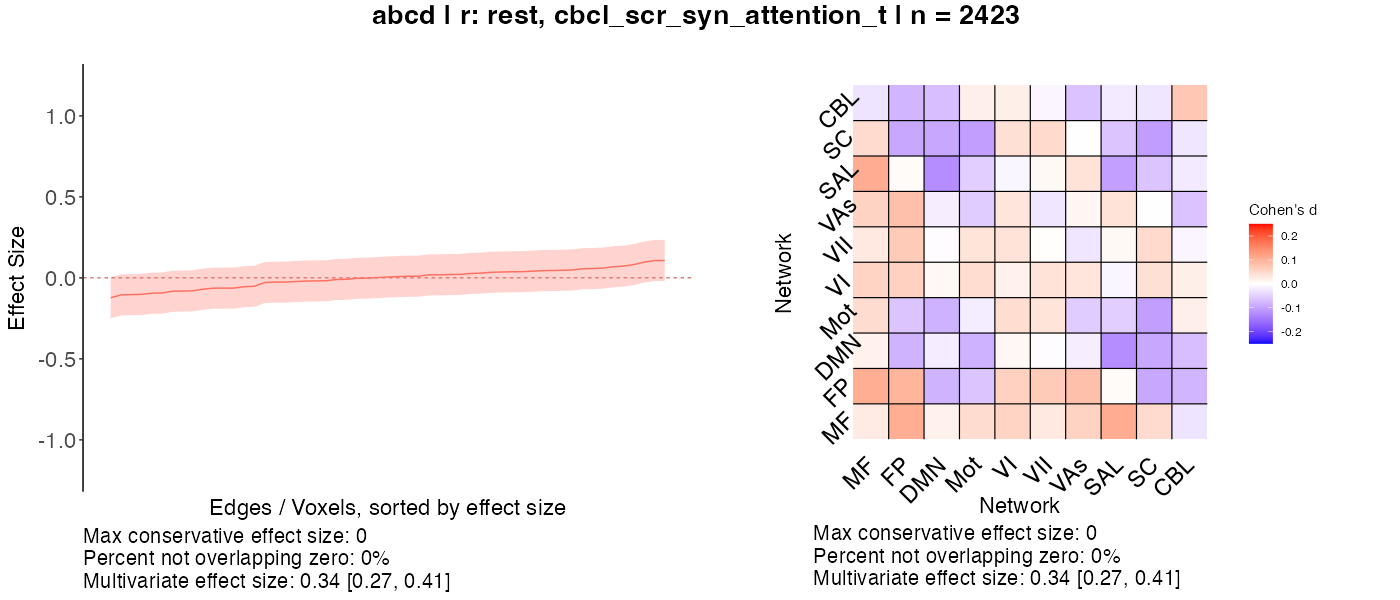 abcd | r: rest, cbcl_scr_syn_attention_t | n = 2423
Effect Size
1.0
0.5
0.0
-0.5
-1.0
Edges / Voxels, sorted by effect size
Max conservative effect size: 0
Percent not overlapping zero: 0%
Multivariate effect size: 0.34 [0.27, 0.41]
Network
CBL
SC
SAL
VAs
VII
VI
Mot
DMN
FP
MF
MF
FP
DMN
Mot
VI
VII
VAs
SAL
SC
CBL
Network
Max conservative effect size: 0
Percent not overlapping zero: 0%
Multivariate effect size: 0.34 [0.27, 0.41]
Cohen's d
0.2
0.1
0.0
-0.1
-0.2